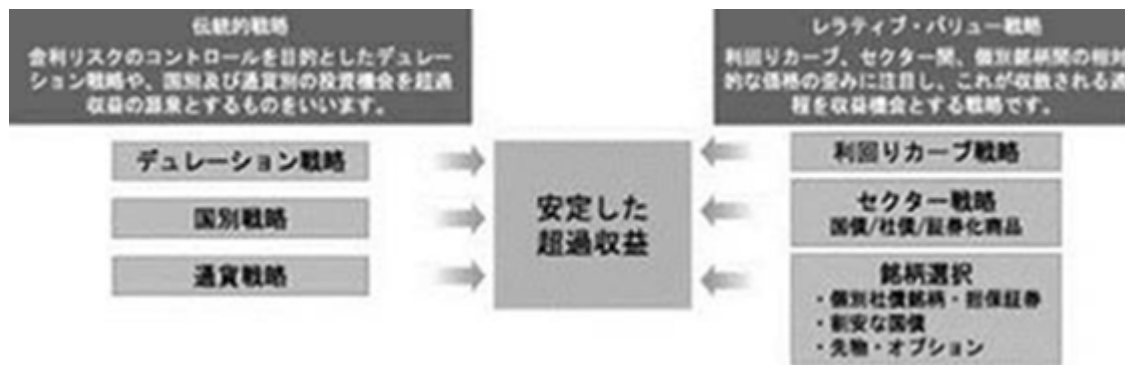 伝統的戦略
金利リスクのコントロールを目的としたデュレー
ション戦略や、国別及び通貨別の投資機会を超過
収益の源泉とするものをいいます。
デュレーション戦略
国別戦略
通貨戦略
安定した
超過収益
レラティブ・バリュー戦略
利回りカーブ、セクター間、個別銘柄間の相対
的な価格の歪みに注目し、これが収斂される過
程を収益機会とする戦略です。
利回りカーブ戦略
セクター戦略
国債/社債/証券化商品
銘柄選択
・個別社債銘柄・担保証券
・割安な国債
・先物・オプション